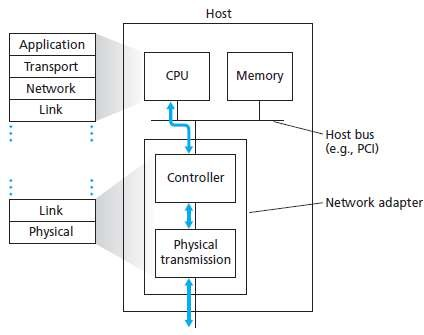 Host
Application
Transport
Network
Link
CPU
Memory
Host bus
(e.g., PCI)
Controller
Network adapter
Link
Physical
Physical
transmission